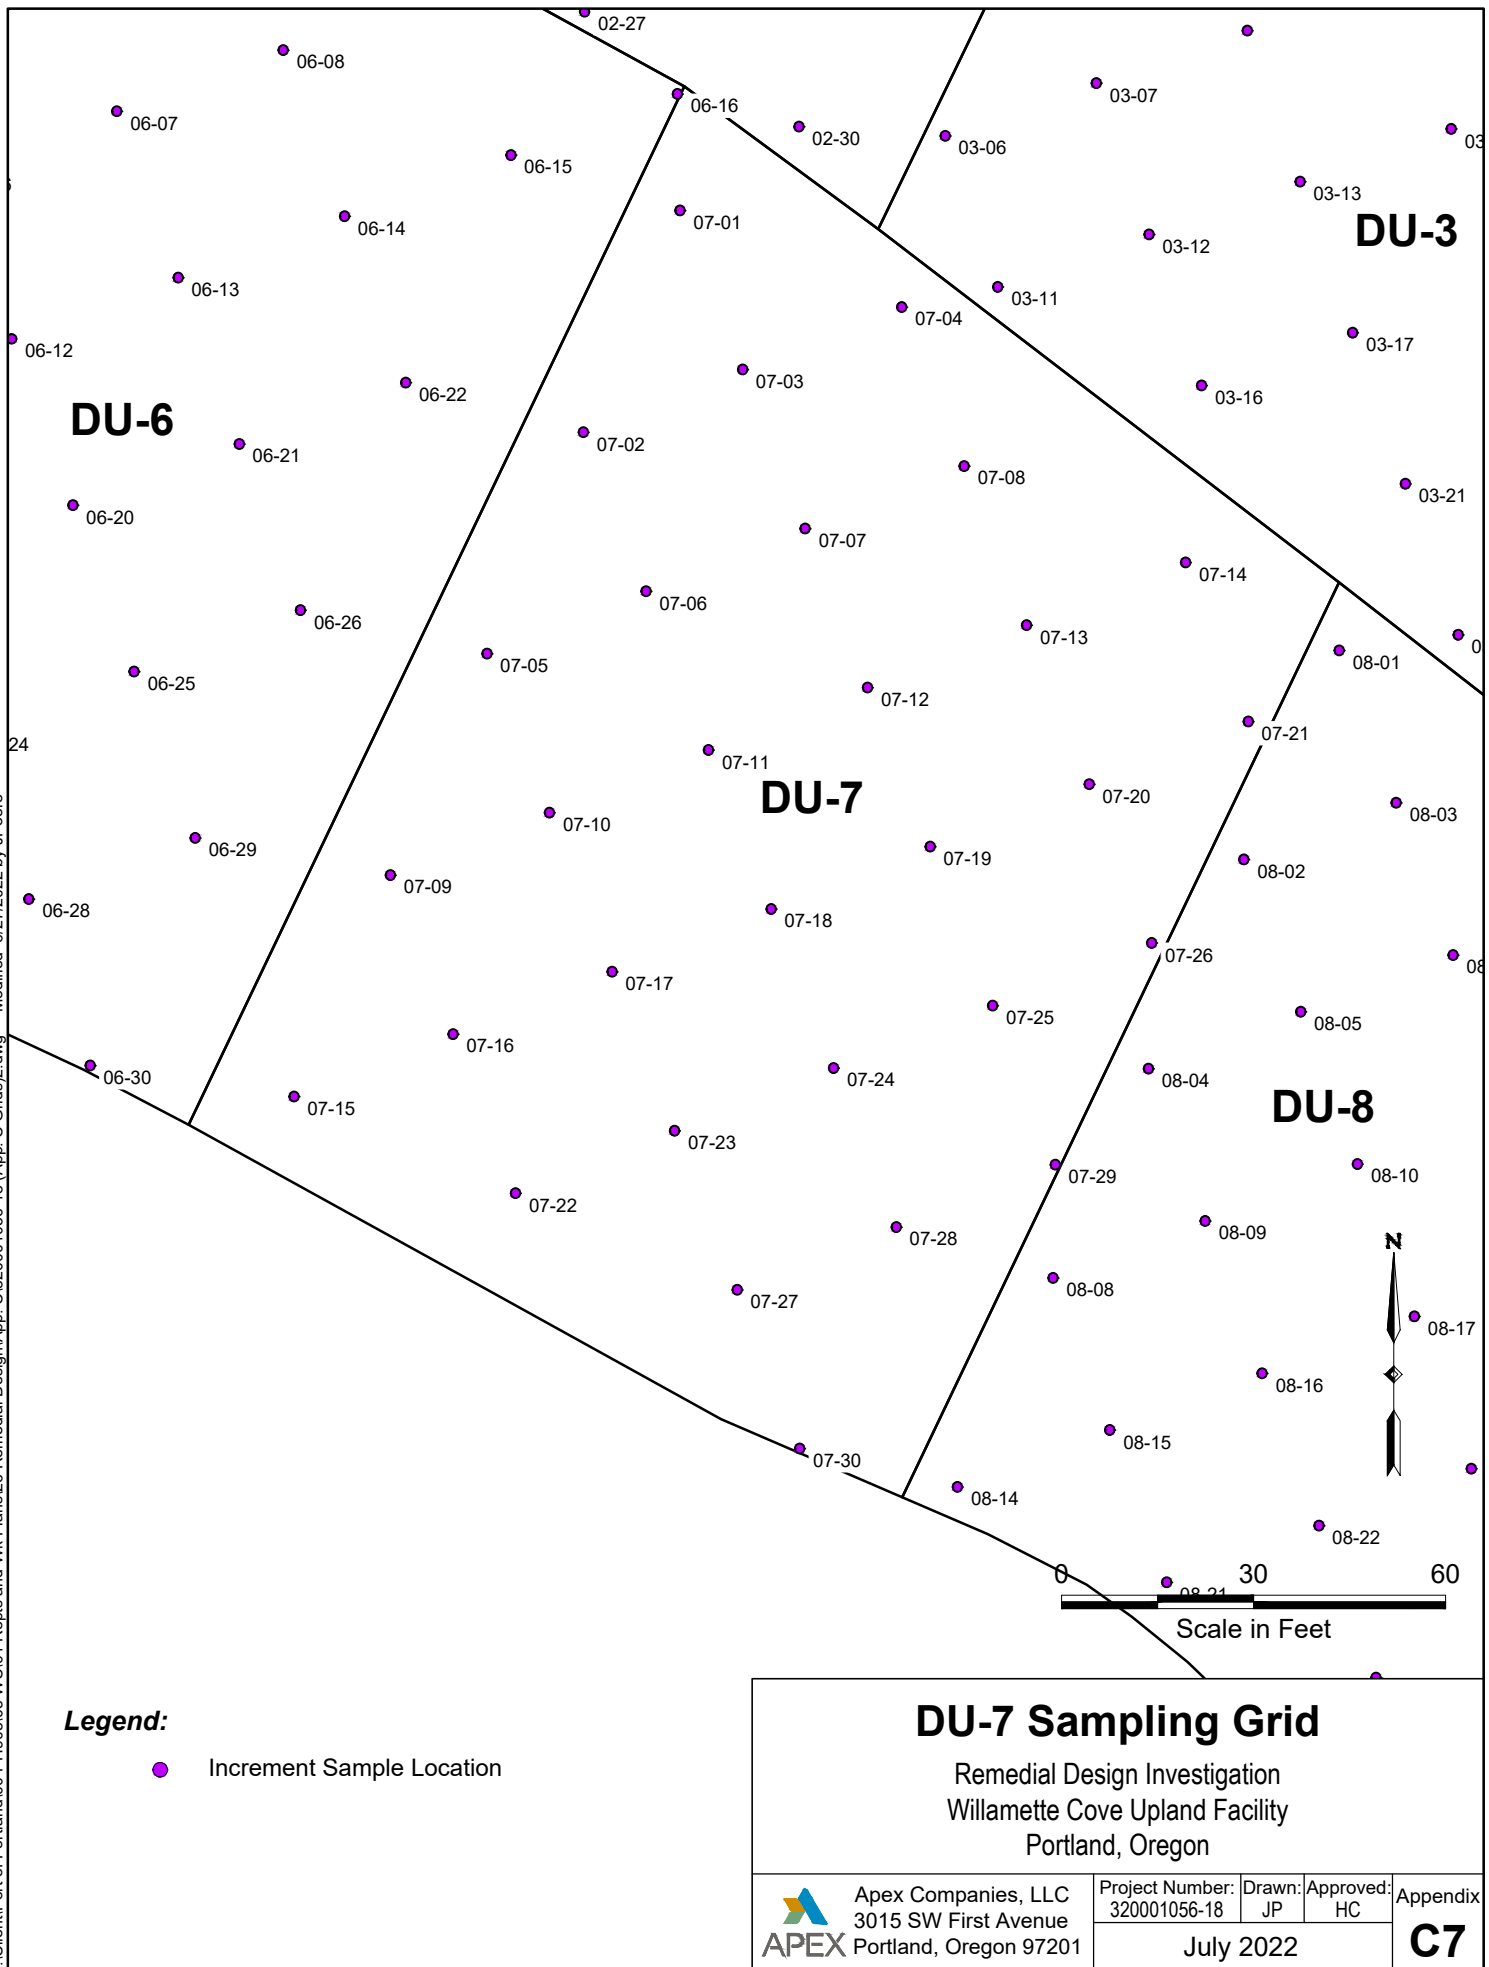 02-27
06-08
03-07
06-16
06-07
02-30
03-06
03
06-15
03-13
07-01
06-14
DU-3
03-12
06-13
03-11
07-04
03-17
06-12
07-03
06-22
03-16
DU-6
07-02
06-21
07-08
03-21
06-20
07-07
07-14
07-06
06-26
07-13
0
07-05
08-01
06-25
07-12
07-21
24
07-11
07-20
DU-7
08-03
07-10
06-29
07-19
08-02
07-09
06-28
07-18
07-26
08
07-17
07-25
08-05
07-16
06-30
07-24
08-04
07-15
DU-8
07-23
07-29
08-10
07-22
07-28
08-09
N
08-08
07-27
08-17
08-16
08-15
07-30
08-14
08-22
0 30 60
08-21
Scale in Feet
Legend:
Increment Sample Location
DU-7 Sampling Grid
Remedial Design Investigation
Willamette Cove Upland Facility
Portland, Oregon
APEX
Apex Companies, LLC
3015 SW First Avenue
Portland, Oregon 97201
Project Number:
320001056-18
Drawn:
JP
Approved:
HC
July 2022
Appendix
C7